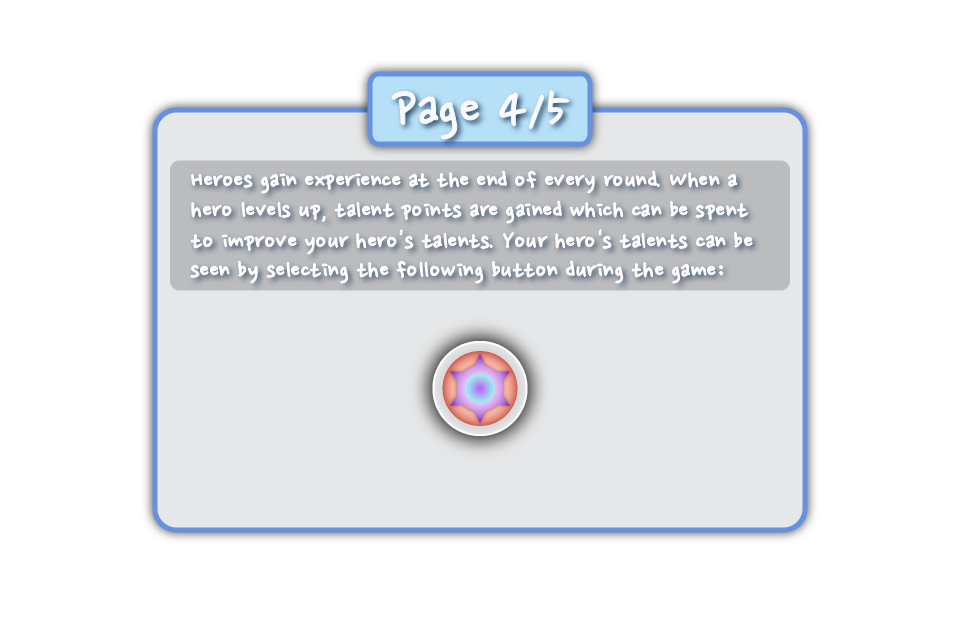 Page 4/5
Heroes gain experience at the end of every round. When a
hero levels up, talent points are gained which can be spent
to improve your hero's talents. Your hero's talents can be
seen by selecting the following button during the game: